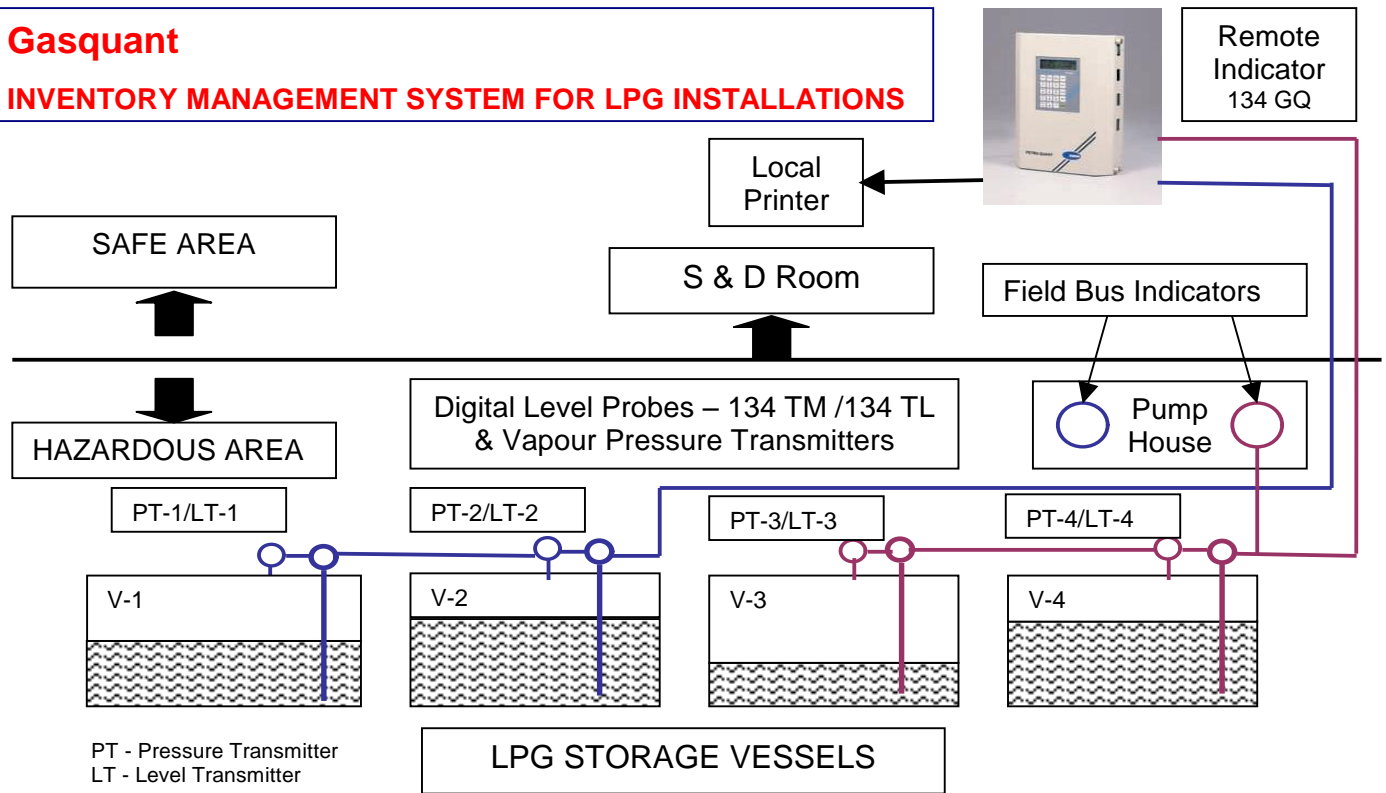 Gasquant
INVENTORY MANAGEMENT SYSTEM FOR LPG INSTALLATIONS
Remote
Indicator
134 GQ
PETRO QUANT
Local
Printer
SAFE AREA
S & D Room
Field Bus Indicators
Digital Level Probes – 134 TM /134 TL
& Vapour Pressure Transmitters
Pump
House
HAZARDOUS AREA
PT-1/LT-1
PT-2/LT-2
PT-3/LT-3
PT-4/LT-4
V-1
V-2
V-3
V-4
PT - Pressure Transmitter
LT - Level Transmitter
LPG STORAGE VESSELS